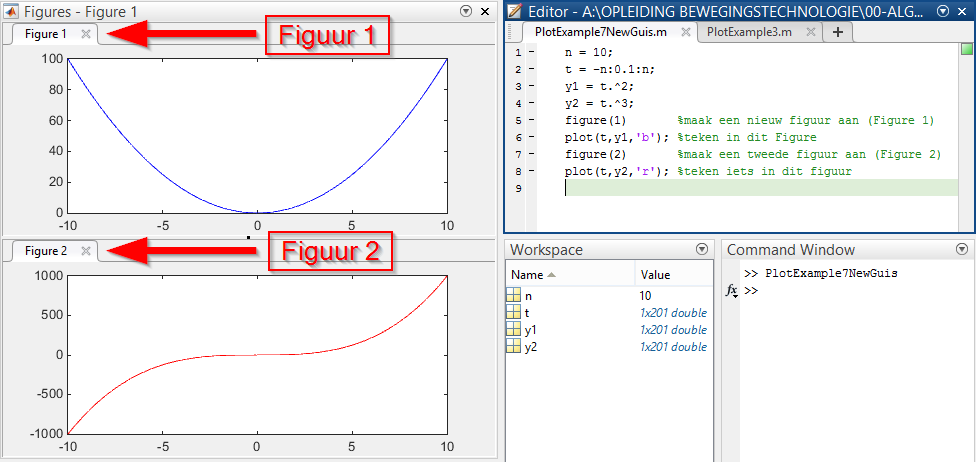 Figures - Figure 1
Figure 1
Figuur 1
100
80
60
40
20
0
-10
-5
0
5
10
Figure 2
Figuur 2
1000
500
0
-500
-1000
-10
-5
0
5
10
Editor - A:\OPLEIDING BEWEGINGSTECHNOLOGIE\00-ALG...
PlotExample7NewGuis.m
PlotExample3.m
+
1 - n = 10;
2 - t = -n:0.1:n;
3 - y1 = t.^2;
4 - y2 = t.^3;
5 - figure(1) %maak een nieuw figuur aan (Figure 1)
6 - plot(t,y1,'b'); %teken in dit Figure
7 - figure(2) %maak een tweede figuur aan (Figure 2)
8 - plot(t,y2,'r'); %teken iets in dit figuur
9
Workspace
Name Value
n 10
t 1x201 double
y1 1x201 double
y2 1x201 double
Command Window
>> PlotExample7NewGuis
fx >>